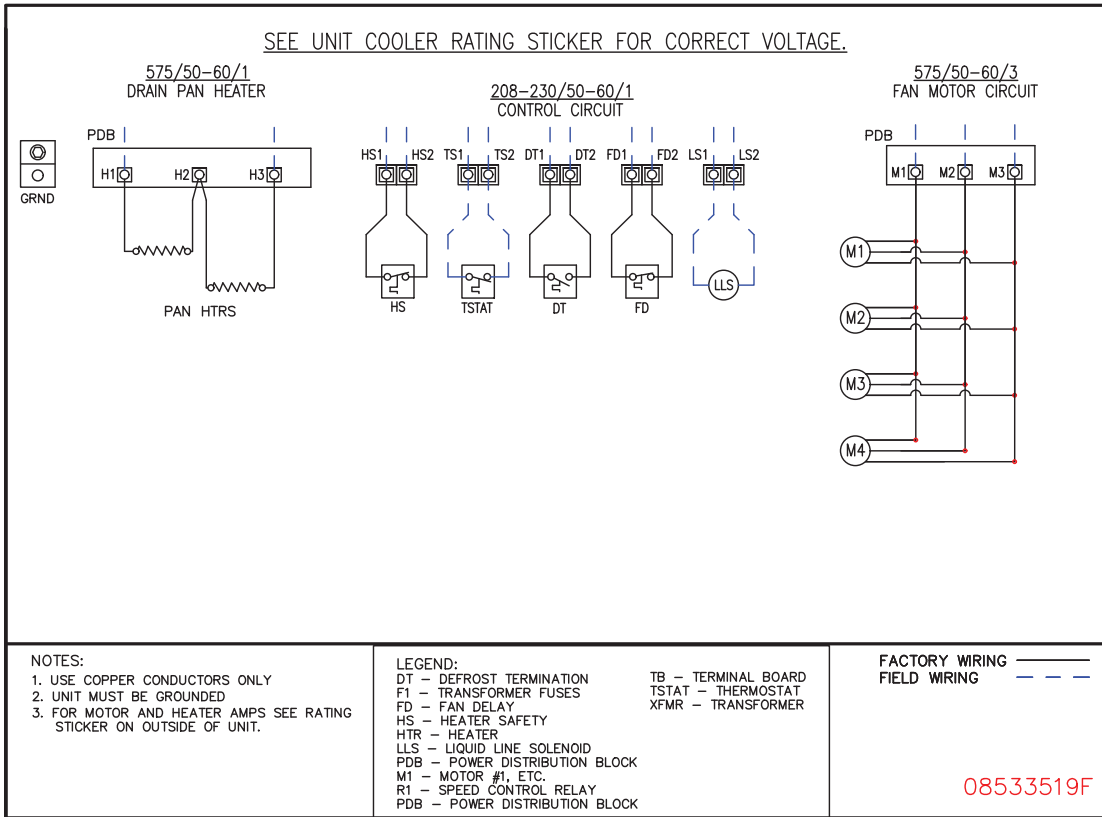 SEE UNIT COOLER RATING STICKER FOR CORRECT VOLTAGE.
575/50-60/1
DRAIN PAN HEATER
208-230/50-60/1
CONTROL CIRCUIT
575/50-60/3
FAN MOTOR CIRCUIT
GRND
PDB
H1 H2 H3
PAN HTRS
HS1 HS2 TS1 TS2 DT1 DT2 FD1 FD2 LS1 LS2
HS TSTAT DT FD LLS
PDB
M1 M2 M3
M1
M2
M3
M4
NOTES:
1. USE COPPER CONDUCTORS ONLY
2. UNIT MUST BE GROUNDED
3. FOR MOTOR AND HEATER AMPS SEE RATING
STICKER ON OUTSIDE OF UNIT.
LEGEND:
DT – DEFROST TERMINATION
F1 – TRANSFORMER FUSES
FD – FAN DELAY
HS – HEATER SAFETY
HTR – HEATER
LLS – LIQUID LINE SOLENOID
PDB – POWER DISTRIBUTION BLOCK
M1 – MOTOR #1, ETC.
R1 – SPEED CONTROL RELAY
PDB – POWER DISTRIBUTION BLOCK
TB – TERMINAL BOARD
TSTAT – THERMOSTAT
XFMR – TRANSFORMER
FACTORY WIRING
FIELD WIRING
08533519F